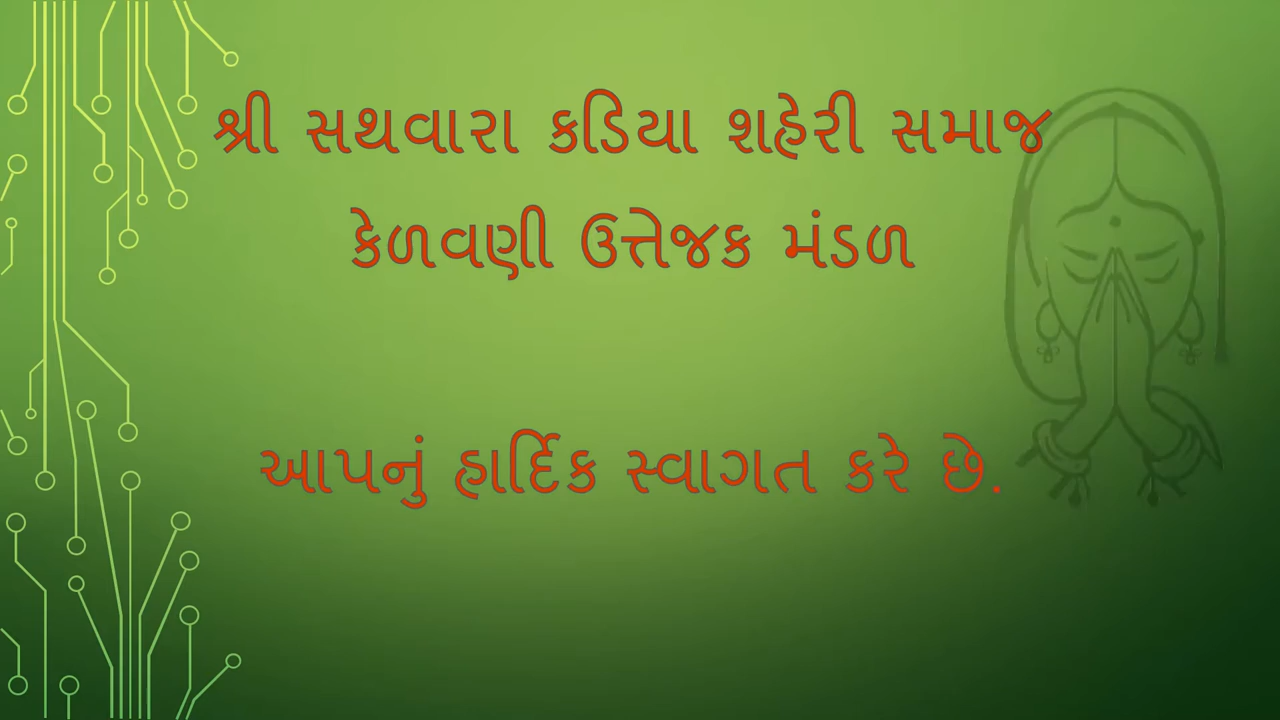 શ્રી સથવારા કડિયા શહેરી સમાજ
કેળવણી ઉત્તેજક મંડળ
આપનું હાર્દિક સ્વાગત કરે છે.